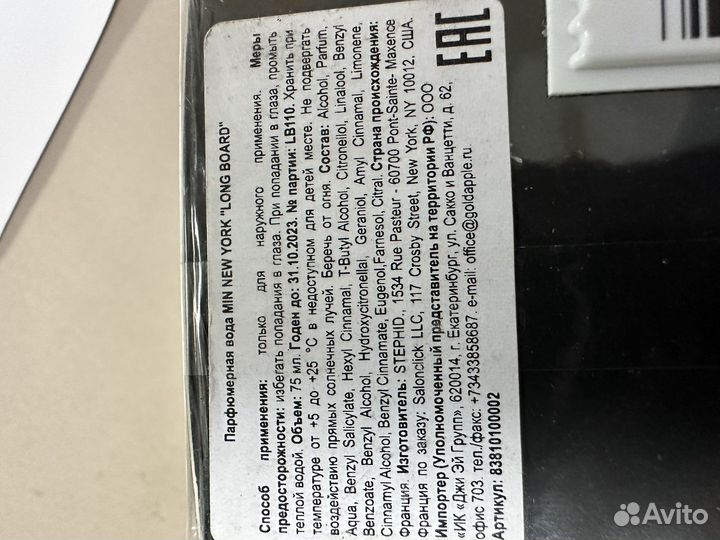 Парфюмерная вода MIN NEW YORK "LONG BOARD"
Способ применения: только для наружного применения. Меры
предосторожности: избегать попадания в глаза. При попадании в глаза, промыть
теплой водой. Объем: 75 мл. Годен до: 31.10.2023. № партии: LB110. Хранить при
температуре от +5 до +25 °C в недоступном для детей месте. Не подвергать
воздействию прямых солнечных лучей. Беречь от огня. Состав: Alcohol, Parfum,
Aqua, Benzyl Salicylate, Hexyl Cinnamal, T-Butyl Alcohol, Citronellol, Linalool, Benzyl
Benzoate, Benzyl Alcohol, Hydroxycitronellal, Geraniol, Amyl Cinnamal, Limonene,
Cinnamyl Alcohol, Benzyl Cinnamate, Eugenol,Farnesol, Citral. Страна происхождения:
Франция. Изготовитель: STEPHID., 1534 Rue Pasteur - 60700 Pont-Sainte- Maxence
Франция по заказу: Salonclick LLC, 117 Crosby Street, New York, NY 10012, США.
Импортер (Уполномоченный представитель на территории РФ): ООО
«ИК «Джи Эй Групп», 620014, г. Екатеринбург, ул. Сакко и Ванцетти, д. 62,
офис 703. тел./факс: +73433858687. e-mail: office@goldapple.ru
Артикул: 83810100002
EAC
Avito